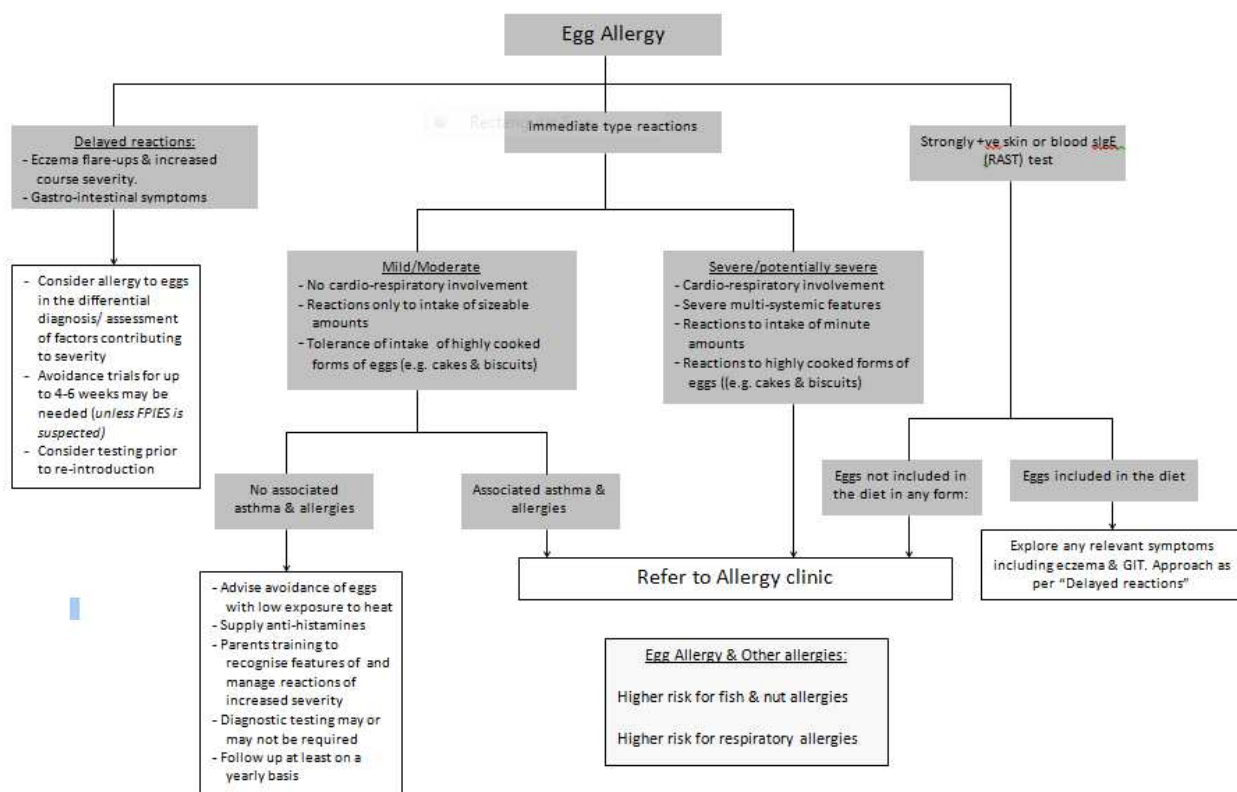 Egg Allergy
Delayed reactions:
- Eczema flare-ups & increased
course severity.
- Gastro-intestinal symptoms
Immediate type reactions
Strongly +ve skin or blood sIgE
(RAST) test
- Consider allergy to eggs
in the differential
diagnosis/ assessment
of factors contributing
to severity
- Avoidance trials for up
to 4-6 weeks may be
needed (unless FPIES is
suspected)
- Consider testing prior
to re-introduction
Mild/Moderate
- No cardio-respiratory involvement
- Reactions only to intake of sizeable
amounts
- Tolerance of intake of highly cooked
forms of eggs (e.g. cakes & biscuits)
Severe/potentially severe
- Cardio-respiratory involvement
- Severe multi-systemic features
- Reactions to intake of minute
amounts
- Reactions to highly cooked forms of
eggs ((e.g. cakes & biscuits)
No associated
asthma & allergies
Associated asthma &
allergies
Eggs not included in
the diet in any form:
Eggs included in the diet
Refer to Allergy clinic
Explore any relevant symptoms
including eczema & GIT. Approach as
per “Delayed reactions”
- Advise avoidance of eggs
with low exposure to heat
- Supply anti-histamines
- Parents training to
recognise features of and
manage reactions of
increased severity
- Diagnostic testing may or
may not be required
- Follow up at least on a
yearly basis
Egg Allergy & Other allergies:
Higher risk for fish & nut allergies
Higher risk for respiratory allergies